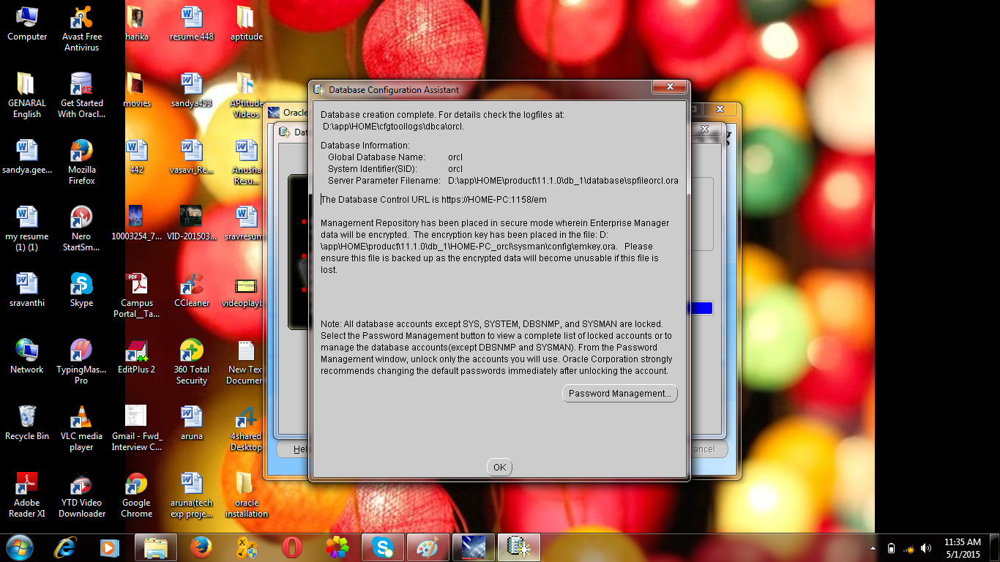 Computer
Avast Free
Antivirus
harika
resume 448
aptitude
GENARAL
English
Get Started
With Oracl...
movies
sandya453
APtitude
Videos
sandya.gee...
Mozilla
Firefox
442
vasavi_Re...
Anusha
Resu...
my resume
(1) (1)
Nero
StartSm...
10003254_7...
VID-201503...
sravresum
sravanthi
Skype
Campus
Portal__Ta...
CCleaner
videoplayb
Network
TypingMas...
Pro
EditPlus 2
360 Total
Security
New Text
Document
Recycle Bin
VLC media
player
Gmail - Fwd_
Interview C...
aruna
4shared
Desktop
Adobe
Reader XI
YTD Video
Downloader
Google
Chrome
aruna(tech
exp proje...
oracle
installation
Oracle
Dat
Database Configuration Assistant
Database creation complete. For details check the logfiles at:
D:\app\HOME\cfgtoollogs\dbca\orcl.
Database Information:
Global Database Name: orcl
System Identifier(SID): orcl
Server Parameter Filename: D:\app\HOME\product\11.1.0\db_1\database\spfileorcl.ora
The Database Control URL is https://HOME-PC:1158/em
Management Repository has been placed in secure mode wherein Enterprise Manager
data will be encrypted. The encryption key has been placed in the file: D:
\app\HOME\product\11.1.0\db_1\HOME-PC_orcl\sysman\config\emkey.ora. Please
ensure this file is backed up as the encrypted data will become unusable if this file is
lost.
Note: All database accounts except SYS, SYSTEM, DBSNMP, and SYSMAN are locked.
Select the Password Management button to view a complete list of locked accounts or to
manage the database accounts(except DBSNMP and SYSMAN). From the Password
Management window, unlock only the accounts you will use. Oracle Corporation strongly
recommends changing the default passwords immediately after unlocking the account.
Password Management...
Hel
ancel
OK
11:35 AM
5/1/2015